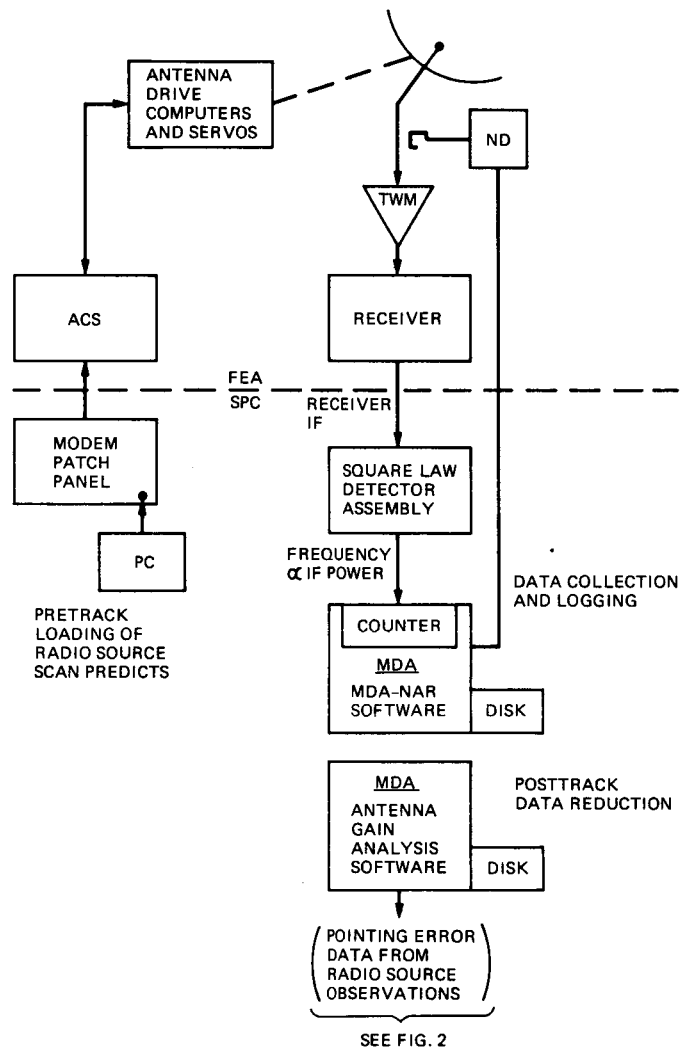 ANTENNA
DRIVE
COMPUTERS
AND SERVOS
ND
TWM
ACS
RECEIVER
FEA
SPC
RECEIVER
IF
MODEM
PATCH
PANEL
SQUARE LAW
DETECTOR
ASSEMBLY
PC
FREQUENCY
α IF POWER
DATA COLLECTION
AND LOGGING
PRETRACK
LOADING OF
RADIO SOURCE
SCAN PREDICTS
COUNTER
MDA
MDA-NAR
SOFTWARE
DISK
MDA
ANTENNA
GAIN
ANALYSIS
SOFTWARE
DISK
POSTTRACK
DATA REDUCTION
POINTING ERROR
DATA FROM
RADIO SOURCE
OBSERVATIONS
SEE FIG. 2